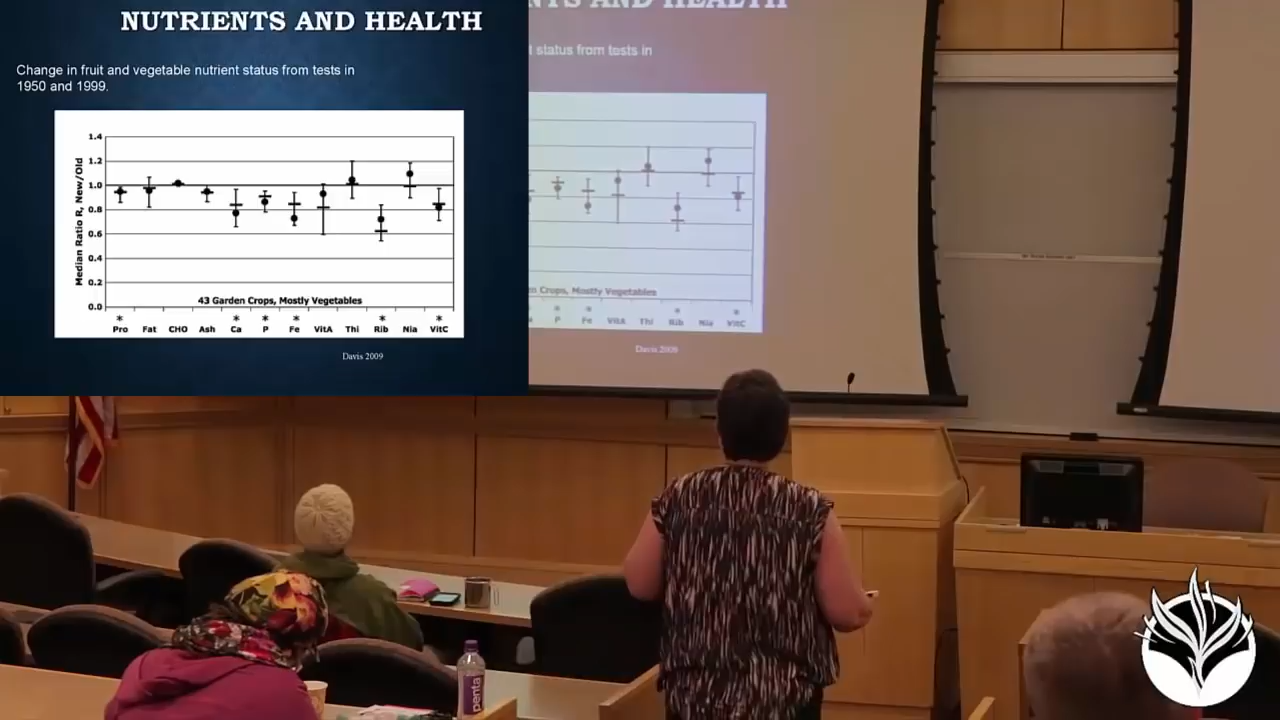 NUTRIENTS AND HEALTH
Change in fruit and vegetable nutrient status from tests in
1950 and 1999.
1.4
1.2
1.0
0.8
0.6
0.4
0.2
0.0
Median Ratio R, New/Old
43 Garden Crops, Mostly Vegetables
* * * * * *
Pro Fat CHO Ash Ca P Fe VitA Thi Rib Nia VitC
Davis 2009
NTS AND HEALTH
t status from tests in
n Crops, Mostly Vegetables
* * * *
P Fe VitA Thi Rib Nia VitC
Davis 2009
penta